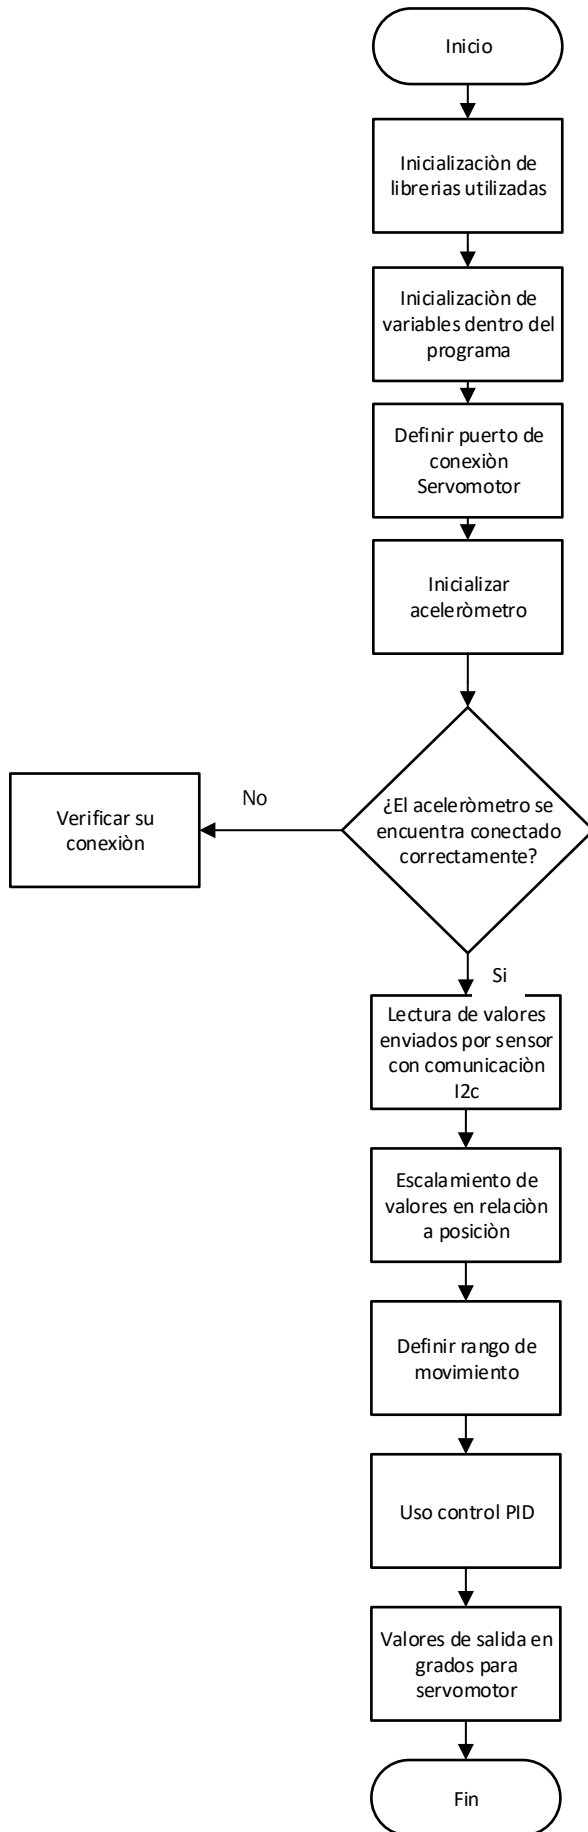 Inicio
Inicializaciòn de
librerias utilizadas
Inicializaciòn de
variables dentro del
programa
Definir puerto de
conexiòn
Servomotor
Inicializar
aceleròmetro
¿El aceleròmetro se
encuentra conectado
correctamente?
No
Verificar su
conexiòn
Si
Lectura de valores
enviados por sensor
con comunicaciòn
I2c
Escalamiento de
valores en relaciòn
a posiciòn
Definir rango de
movimiento
Uso control PID
Valores de salida en
grados para
servomotor
Fin